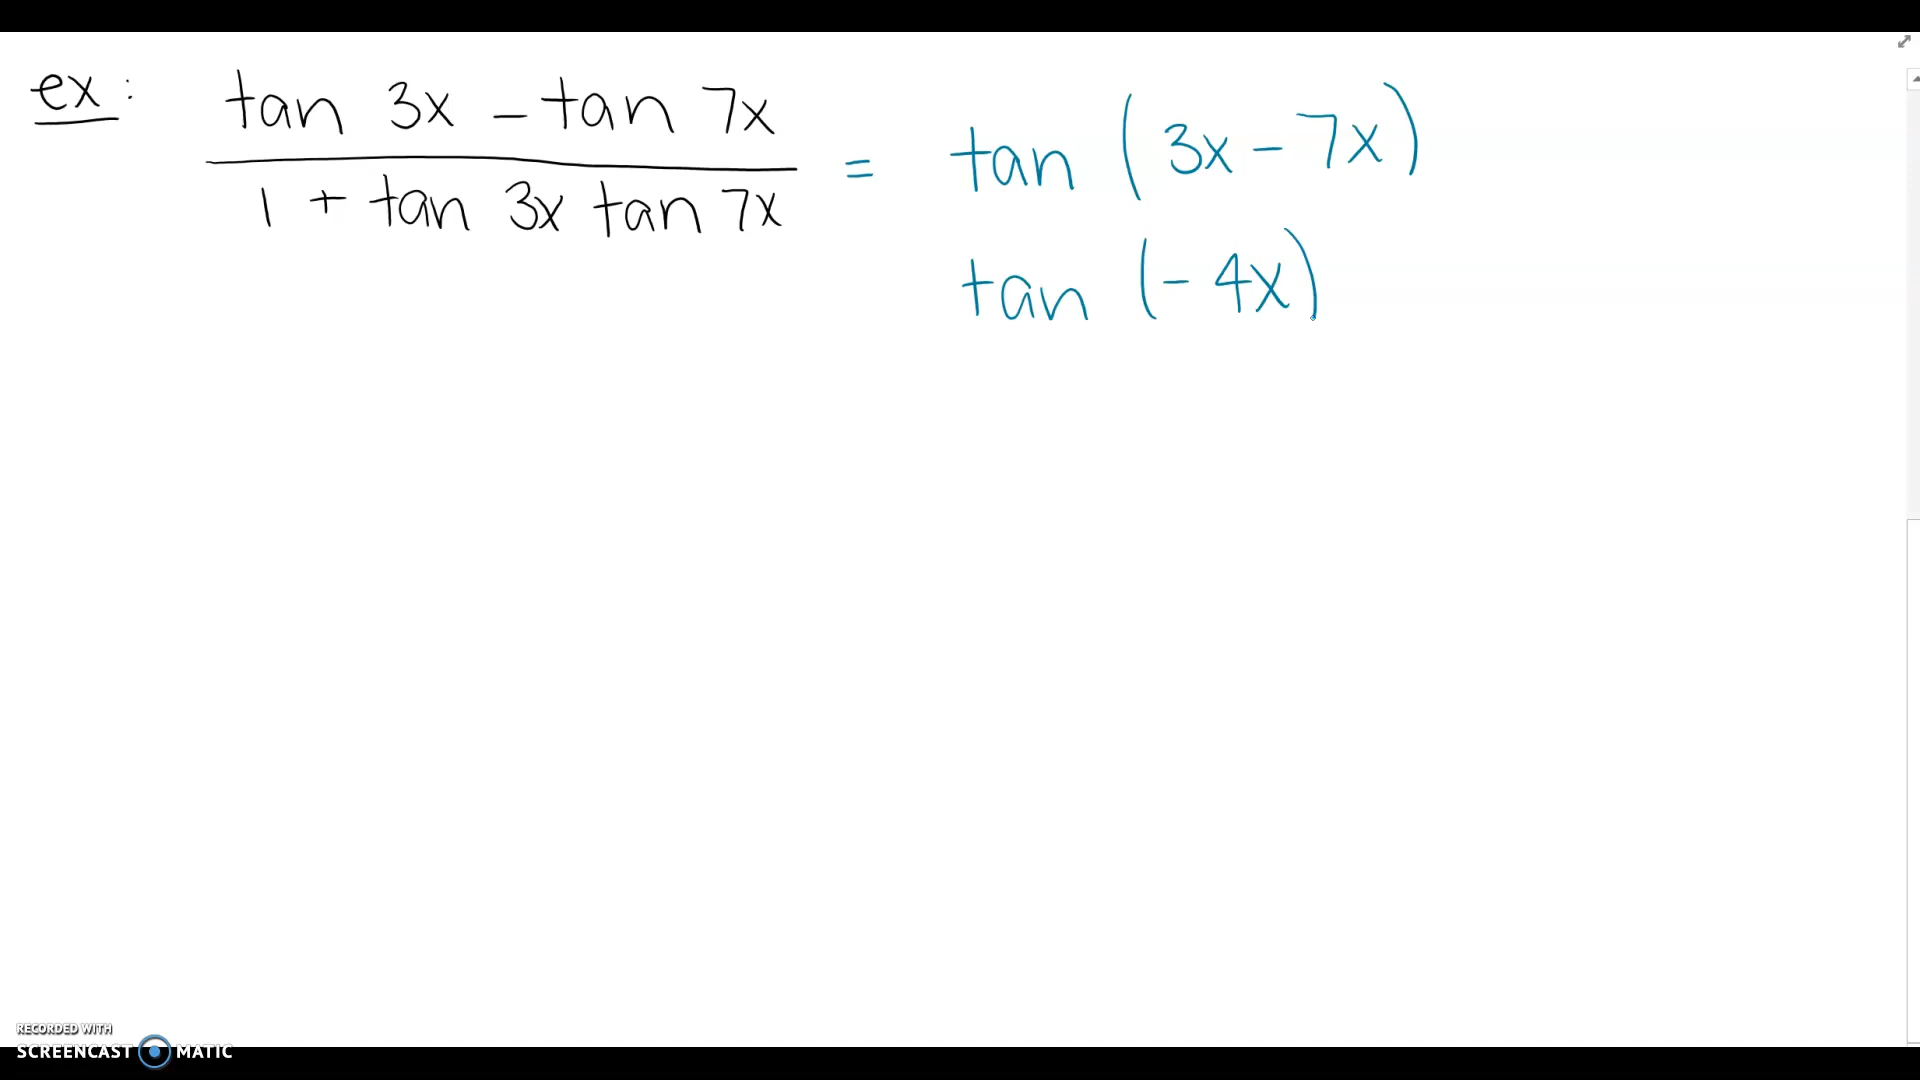 ex: tan 3x - tan 7x
1 + tan 3x tan 7x
= tan (3x - 7x)
tan (- 4x)
RECORDED WITH
SCREENCAST MATIC